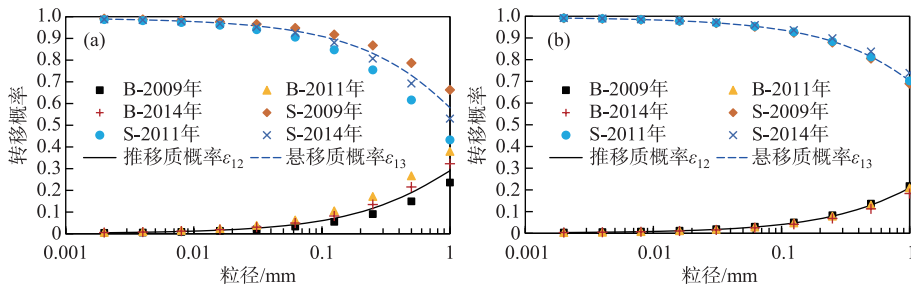 (a)
转移概率
1.0
0.9
0.8
0.7
0.6
0.5
0.4
0.3
0.2
0.1
0
B-2009年
B-2011年
B-2014年
S-2009年
S-2011年
S-2014年
推移质概率ε₁₂
悬移质概率ε₁₃
0.001
0.01
0.1
1
粒径/mm
(b)
转移概率
1.0
0.9
0.8
0.7
0.6
0.5
0.4
0.3
0.2
0.1
0
B-2009年
B-2011年
B-2014年
S-2009年
S-2011年
S-2014年
推移质概率ε₁₂
悬移质概率ε₁₃
0.001
0.01
0.1
1
粒径/mm